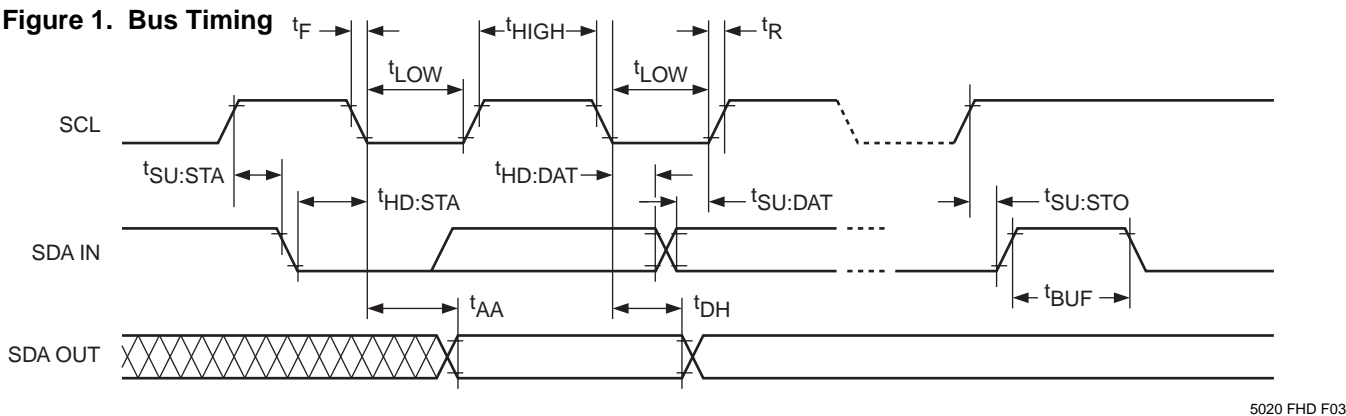 Figure 1. Bus Timing
tF
tHIGH
tR
tLOW
tLOW
SCL
tSU:STA
tHD:STA
tHD:DAT
tSU:DAT
tSU:STO
SDA IN
tBUF
tAA
tDH
SDA OUT
5020 FHD F03